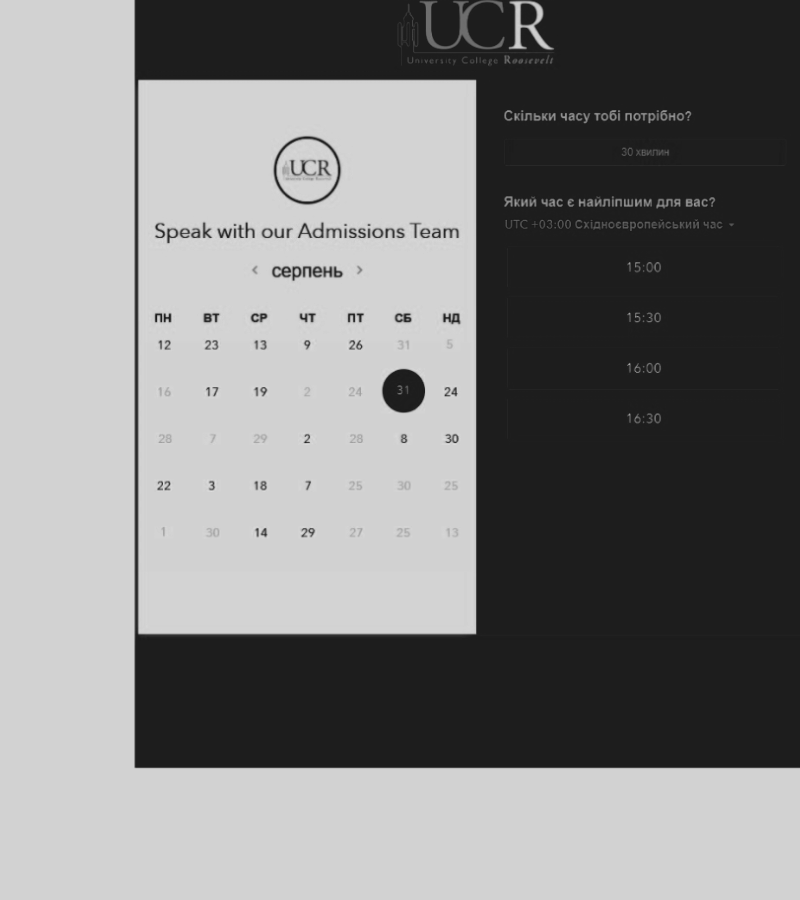 UCR
University College Roosevelt
UCR
Speak with our Admissions Team
‹ серпень ›
ПН ВТ СР ЧТ ПТ СБ НД
12 23 13 9 26 31 5
16 17 19 2 24 31 24
28 7 29 2 28 8 30
22 3 18 7 25 30 25
1 30 14 29 27 25 13
Скільки часу тобі потрібно?
30 хвилин
Який час є найліпшим для вас?
UTC +03:00 Східноєвропейський час
15:00
15:30
16:00
16:30